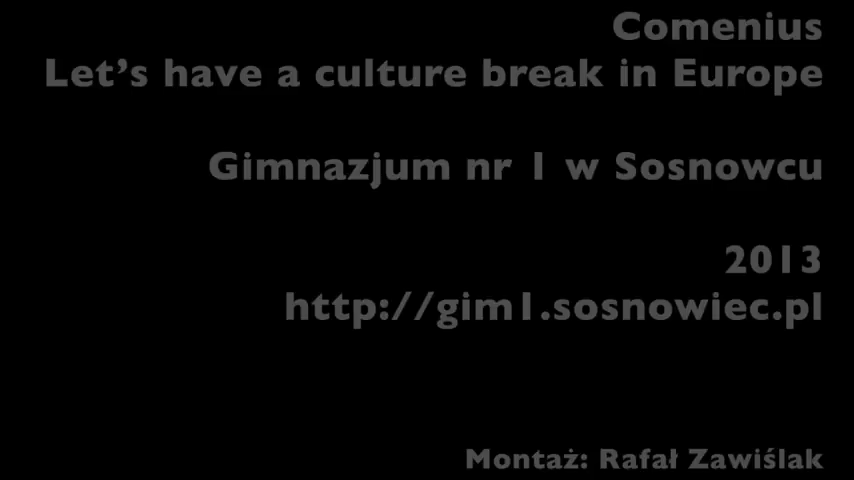 Comenius
Let’s have a culture break in Europe
Gimnazjum nr 1 w Sosnowcu
2013
http://gim1.sosnowiec.pl
Montaż: Rafał Zawiślak